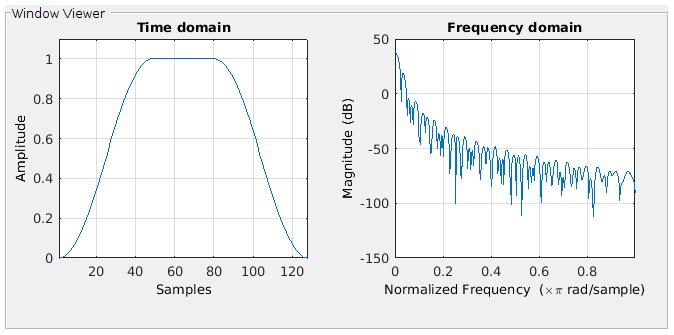 Window Viewer
Time domain
Amplitude
1
0.8
0.6
0.4
0.2
0
20 40 60 80 100 120
Samples
Frequency domain
Magnitude (dB)
50
0
-50
-100
-150
0 0.2 0.4 0.6 0.8
Normalized Frequency (×π rad/sample)